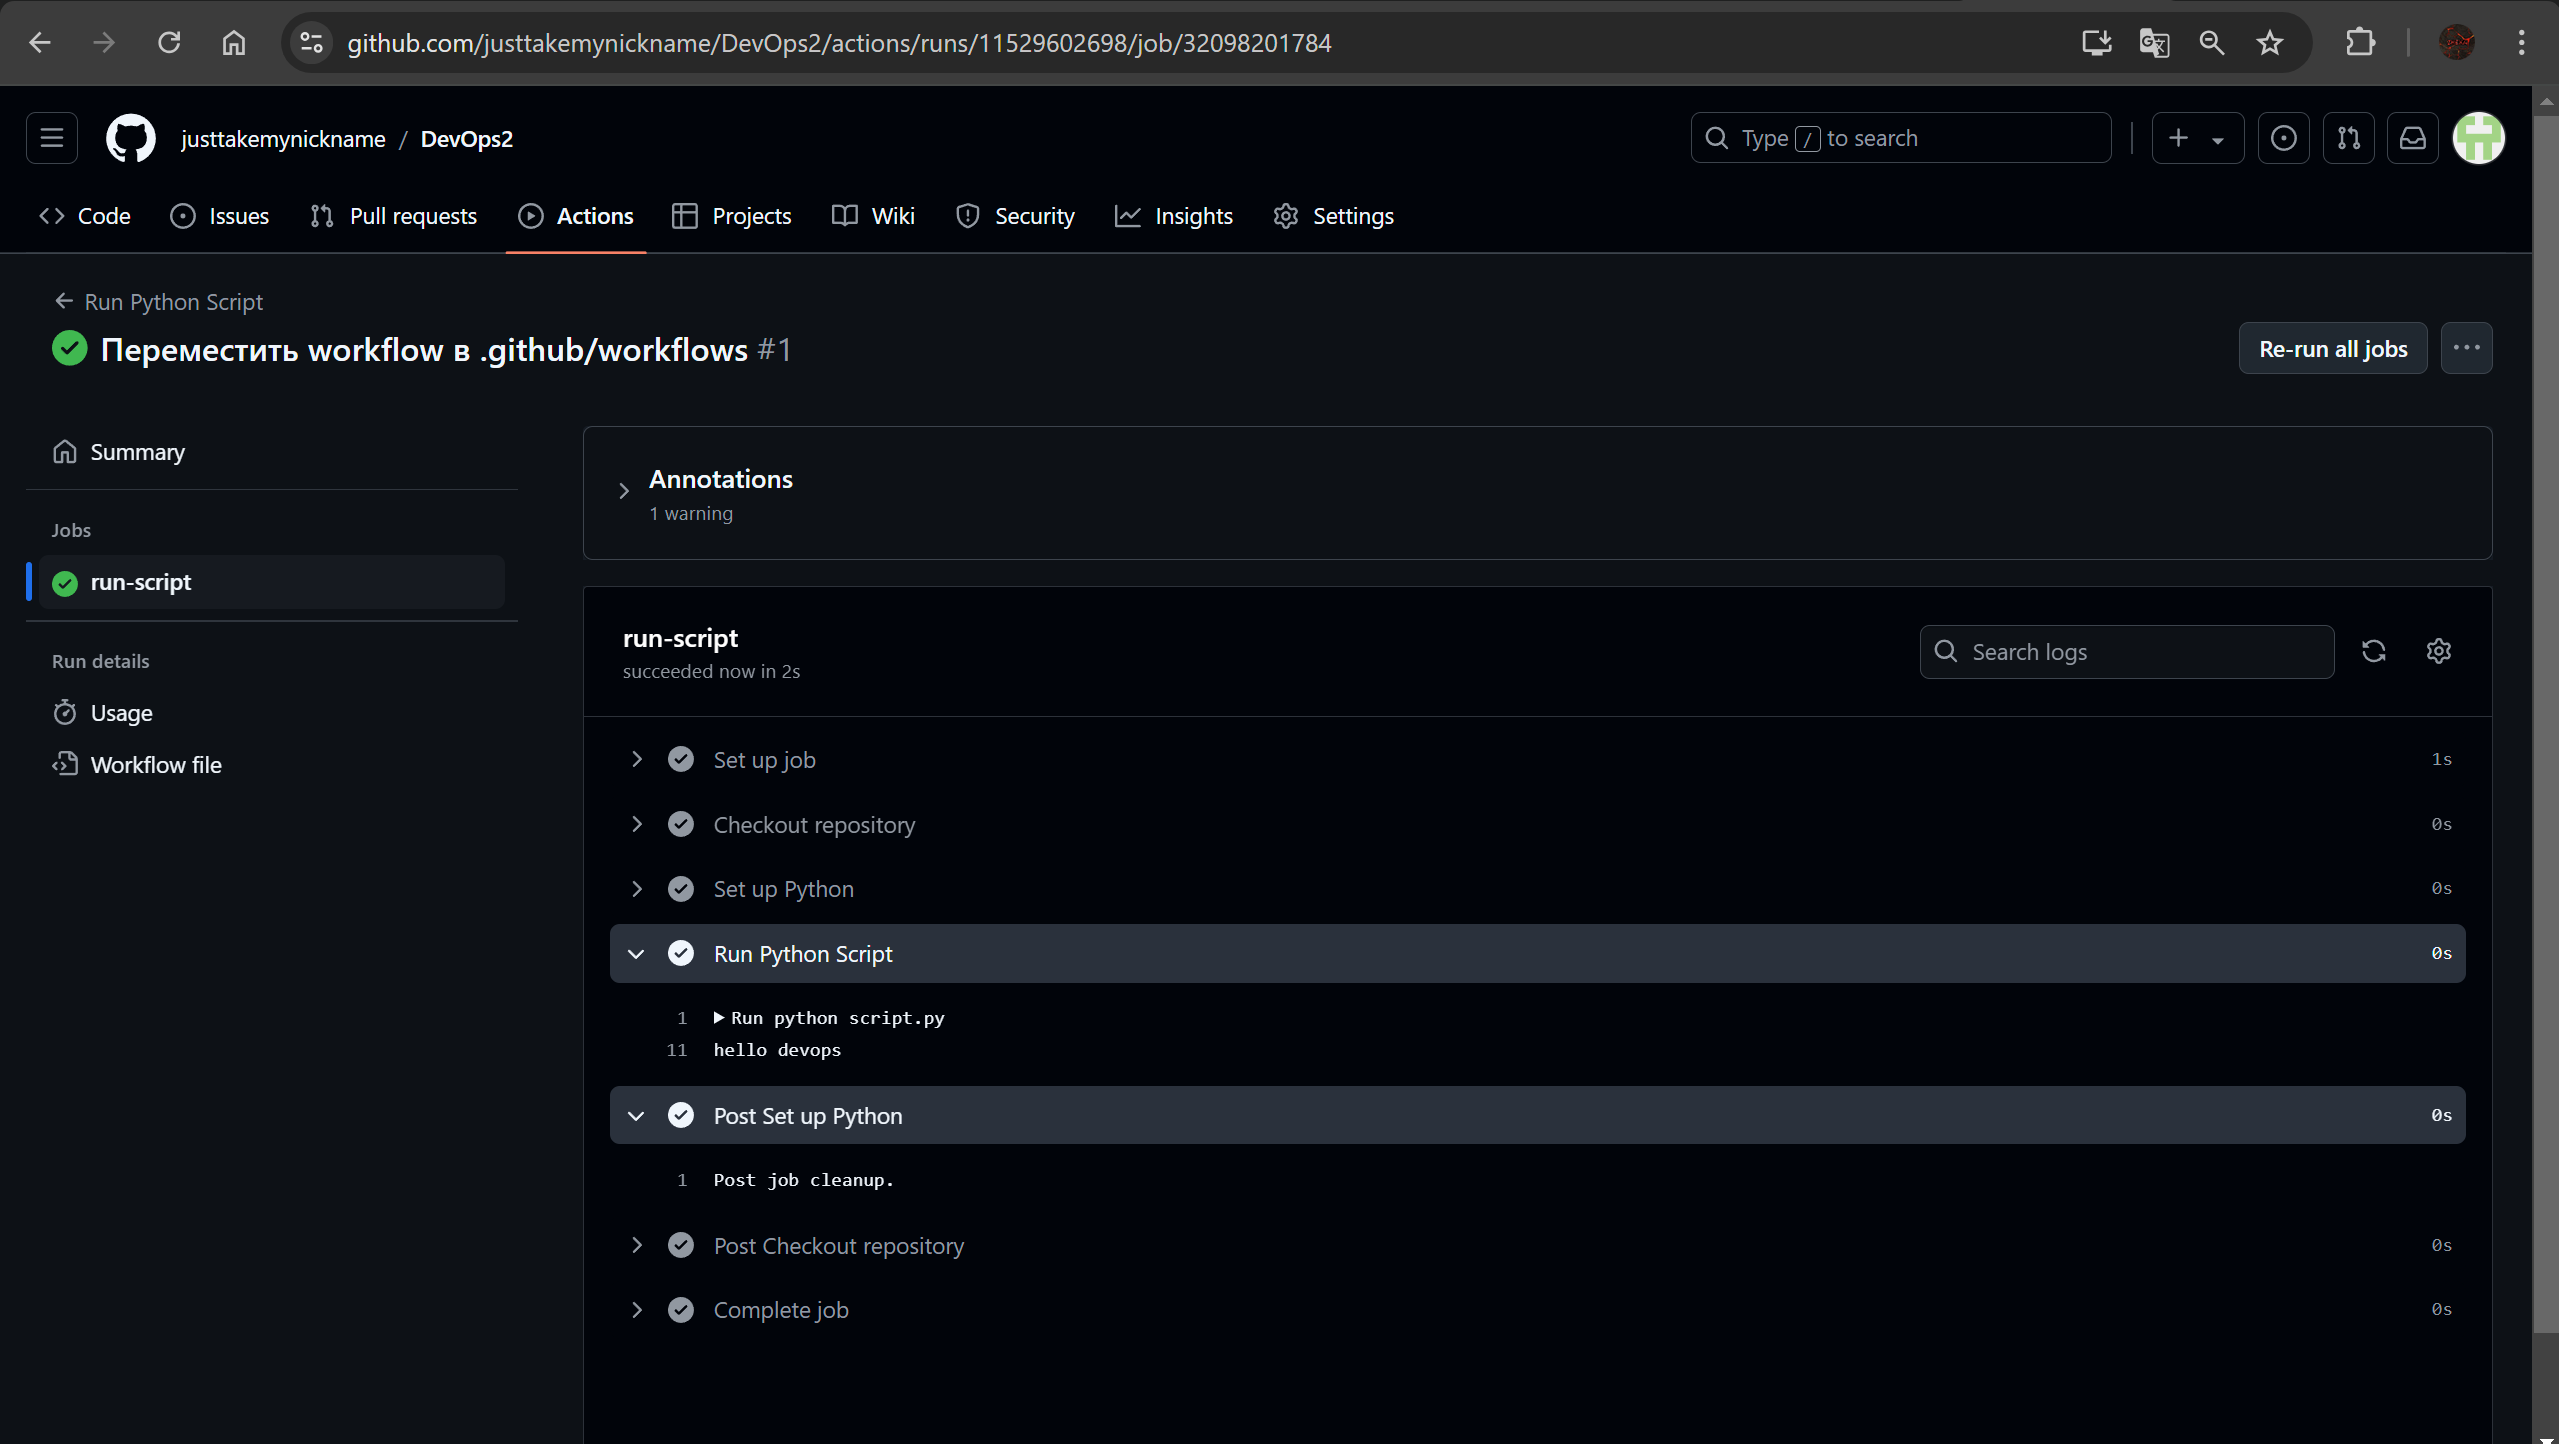 github.com/justtakemynickname/DevOps2/actions/runs/11529602698/job/32098201784
justtakemynickname / DevOps2
Type / to search
Code Issues Pull requests Actions Projects Wiki Security Insights Settings
Run Python Script
Переместить workflow в .github/workflows #1
Re-run all jobs
Summary
Jobs
run-script
Run details
Usage
Workflow file
Annotations
1 warning
run-script
succeeded now in 2s
Search logs
Set up job 1s
Checkout repository 0s
Set up Python 0s
Run Python Script 0s
1 Run python script.py
11 hello devops
Post Set up Python 0s
1 Post job cleanup.
Post Checkout repository 0s
Complete job 0s